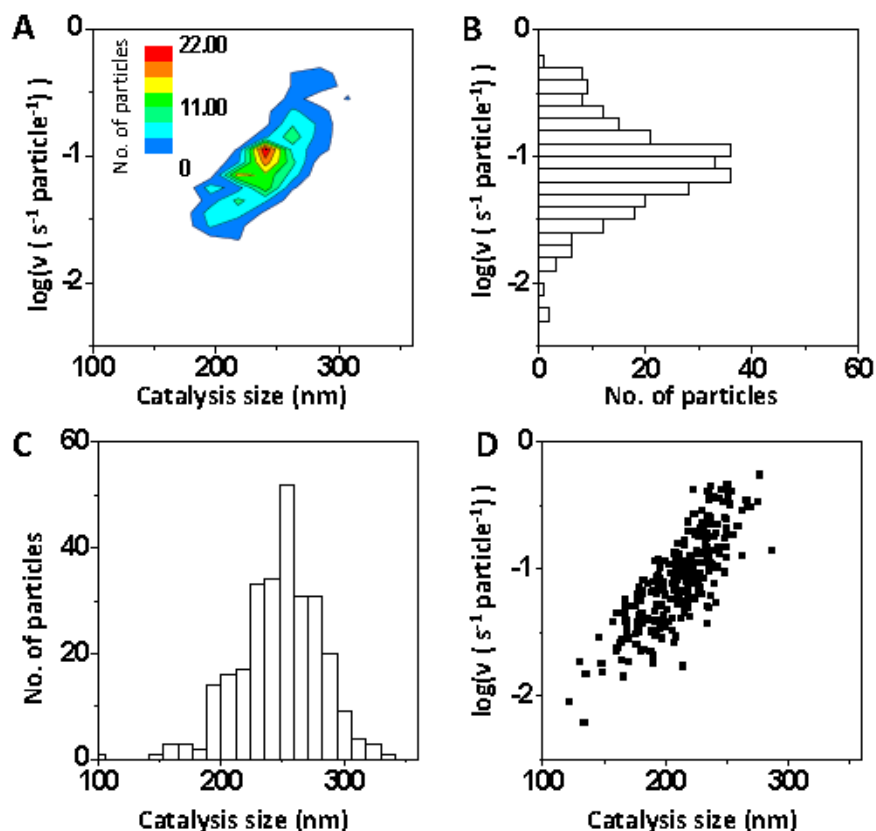 A
0
-1
-2
log(ν ( s⁻¹ particle⁻¹) )
No. of particles
22.00
11.00
0
100
200
300
Catalysis size (nm)
B
0
-1
-2
log(ν ( s⁻¹ particle⁻¹) )
0
20
40
60
No. of particles
C
60
40
20
0
No. of particles
100
200
300
Catalysis size (nm)
D
0
-1
-2
log(ν ( s⁻¹ particle⁻¹) )
100
200
300
Catalysis size (nm)